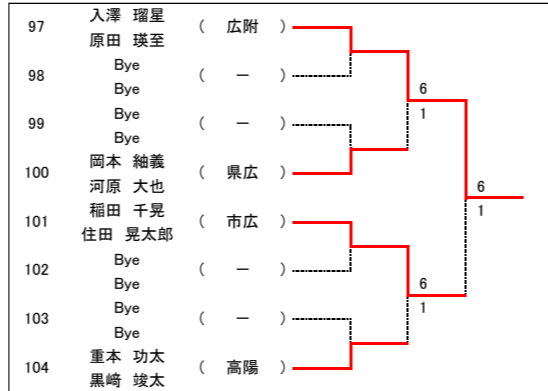 97 入澤 瑠星 原田 瑛至 ( 広附 )
98 Bye Bye ( ー )
6
1
99 Bye Bye ( ー )
100 岡本 紬義 河原 大也 ( 県広 )
6
1
101 稲田 千晃 住田 晃太郎 ( 市広 )
102 Bye Bye ( ー )
6
1
103 Bye Bye ( ー )
104 重本 功太 黒﨑 竣太 ( 高陽 )